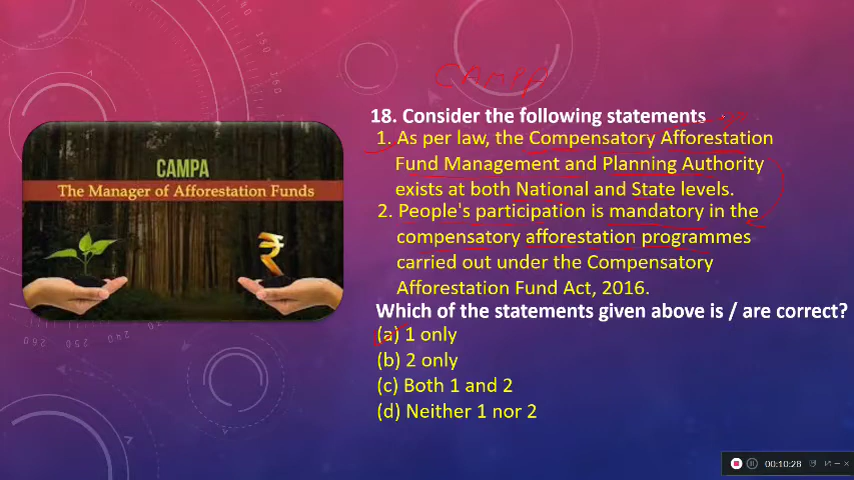 CAMPA
CAMPA
The Manager of Afforestation Funds
18. Consider the following statements
1. As per law, the Compensatory Afforestation
Fund Management and Planning Authority
exists at both National and State levels.
2. People's participation is mandatory in the
compensatory afforestation programmes
carried out under the Compensatory
Afforestation Fund Act, 2016.
Which of the statements given above is / are correct?
(a) 1 only
(b) 2 only
(c) Both 1 and 2
(d) Neither 1 nor 2
00:10:28